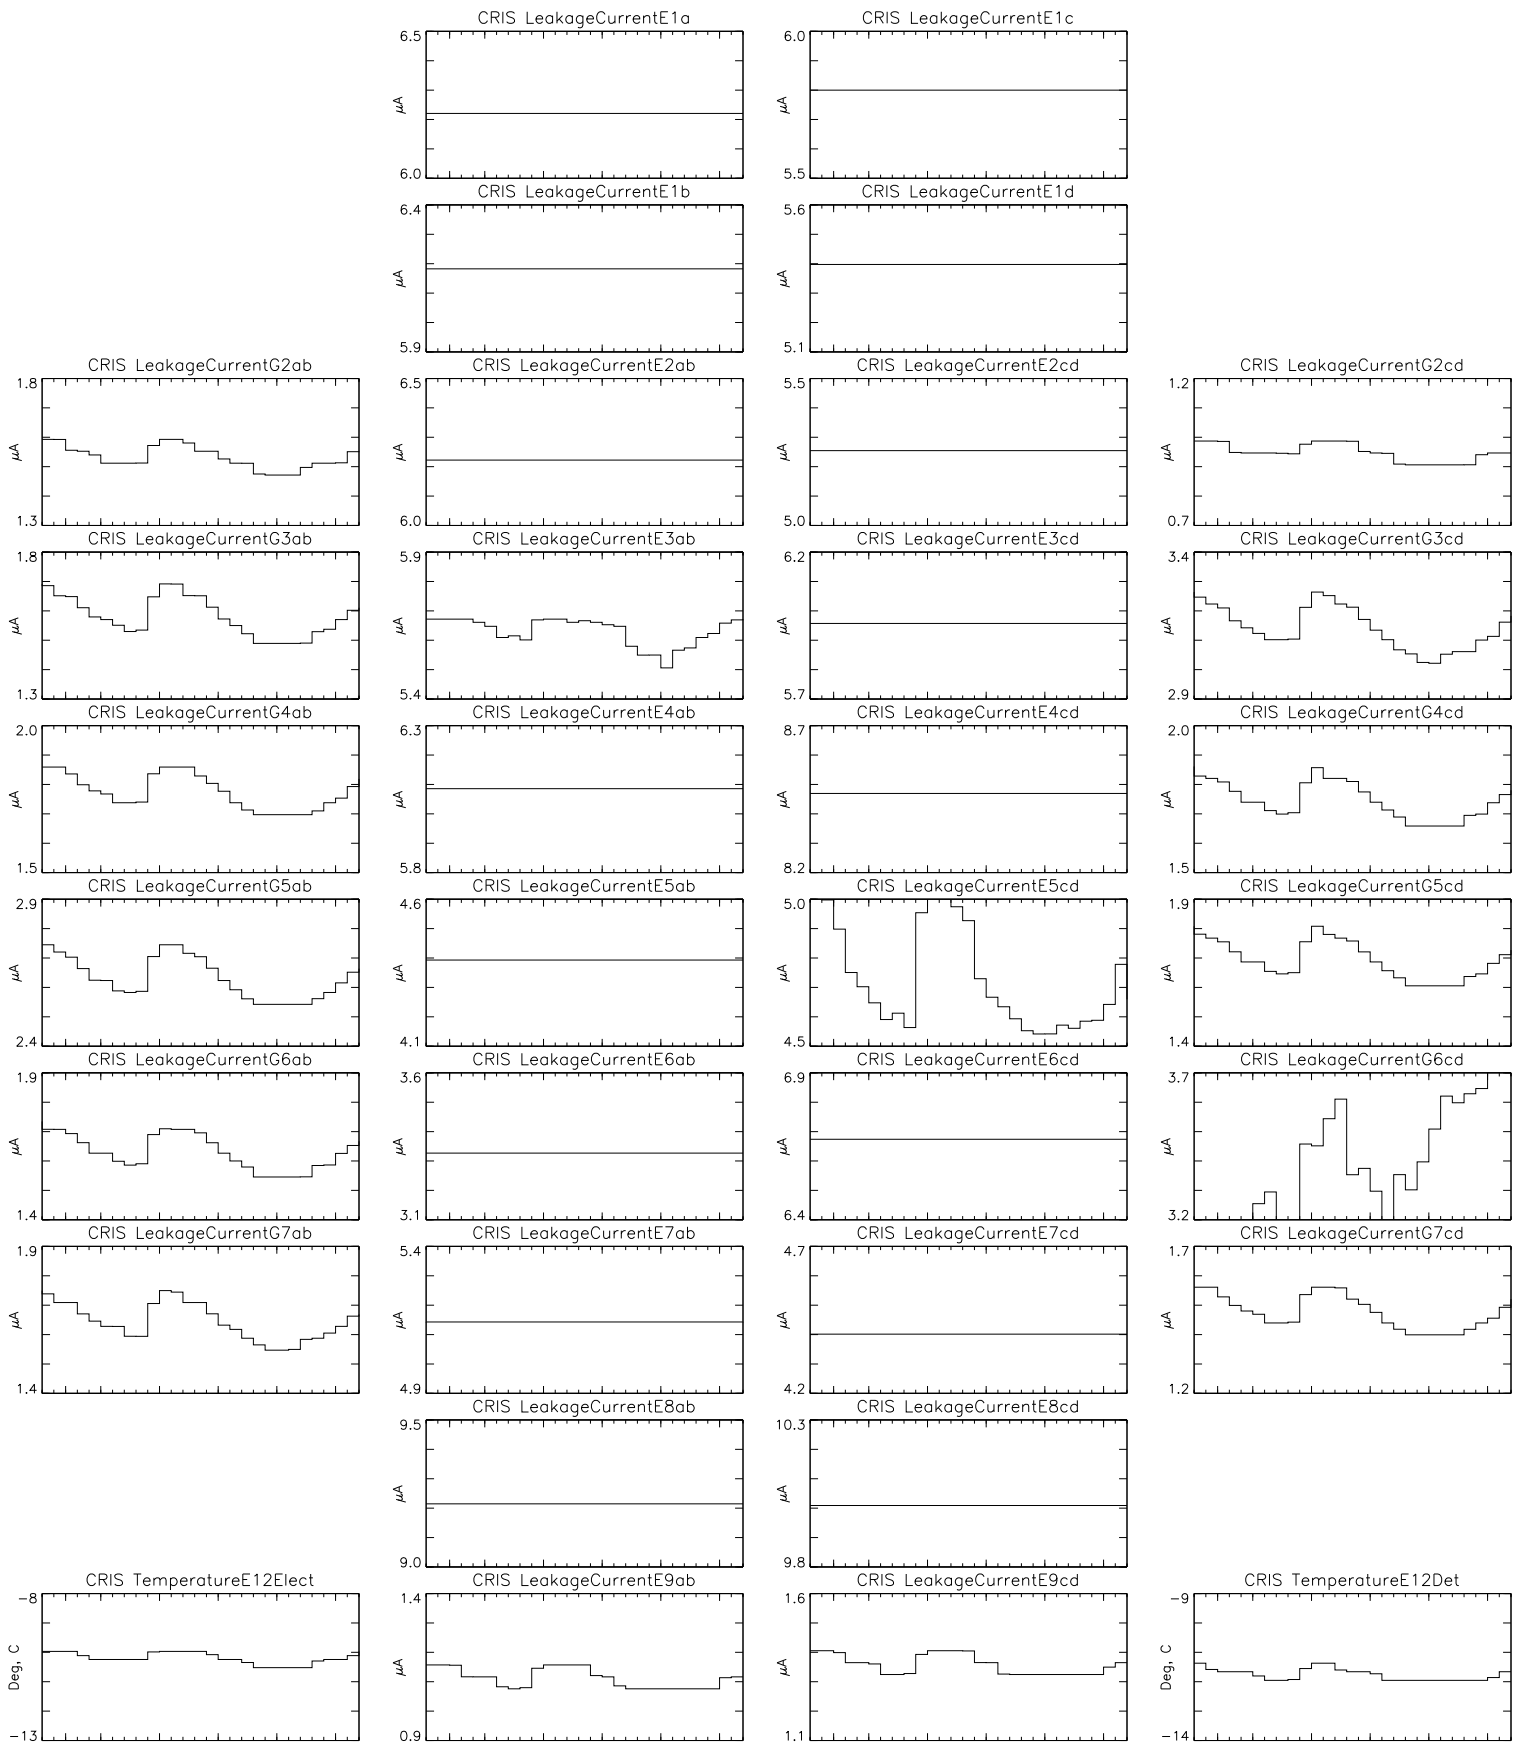 CRIS LeakageCurrentE1a
6.5
μA
6.0
CRIS LeakageCurrentE1c
6.0
μA
5.5
CRIS LeakageCurrentE1b
6.4
μA
5.9
CRIS LeakageCurrentE1d
5.6
μA
5.1
CRIS LeakageCurrentG2ab
1.8
μA
1.3
CRIS LeakageCurrentE2ab
6.5
μA
6.0
CRIS LeakageCurrentE2cd
5.5
μA
5.0
CRIS LeakageCurrentG2cd
1.2
μA
0.7
CRIS LeakageCurrentG3ab
1.8
μA
1.3
CRIS LeakageCurrentE3ab
5.9
μA
5.4
CRIS LeakageCurrentE3cd
6.2
μA
5.7
CRIS LeakageCurrentG3cd
3.4
μA
2.9
CRIS LeakageCurrentG4ab
2.0
μA
1.5
CRIS LeakageCurrentE4ab
6.3
μA
5.8
CRIS LeakageCurrentE4cd
8.7
μA
8.2
CRIS LeakageCurrentG4cd
2.0
μA
1.5
CRIS LeakageCurrentG5ab
2.9
μA
2.4
CRIS LeakageCurrentE5ab
4.6
μA
4.1
CRIS LeakageCurrentE5cd
5.0
μA
4.5
CRIS LeakageCurrentG5cd
1.9
μA
1.4
CRIS LeakageCurrentG6ab
1.9
μA
1.4
CRIS LeakageCurrentE6ab
3.6
μA
3.1
CRIS LeakageCurrentE6cd
6.9
μA
6.4
CRIS LeakageCurrentG6cd
3.7
μA
3.2
CRIS LeakageCurrentG7ab
1.9
μA
1.4
CRIS LeakageCurrentE7ab
5.4
μA
4.9
CRIS LeakageCurrentE7cd
4.7
μA
4.2
CRIS LeakageCurrentG7cd
1.7
μA
1.2
CRIS LeakageCurrentE8ab
9.5
μA
9.0
CRIS LeakageCurrentE8cd
10.3
μA
9.8
CRIS TemperatureE12Elect
-8
Deg, C
-13
CRIS LeakageCurrentE9ab
1.4
μA
0.9
CRIS LeakageCurrentE9cd
1.6
μA
1.1
CRIS TemperatureE12Det
-9
Deg, C
-14